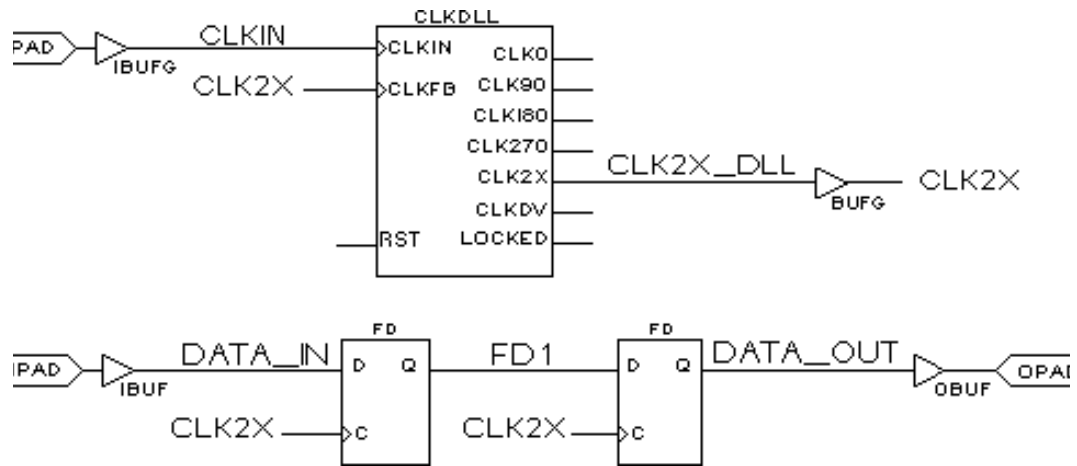 CLKDLL
PAD
IBUFG
CLKIN
CLKIN
CLK0
CLK2X
CLKFB
CLK90
CLK180
CLK270
CLK2X
CLK2X_DLL
BUFG
CLK2X
CLKDV
RST
LOCKED
FD
FD
IPAD
IBUF
DATA_IN
D
Q
FD1
D
Q
DATA_OUT
OBUF
OPAD
CLK2X
C
CLK2X
C